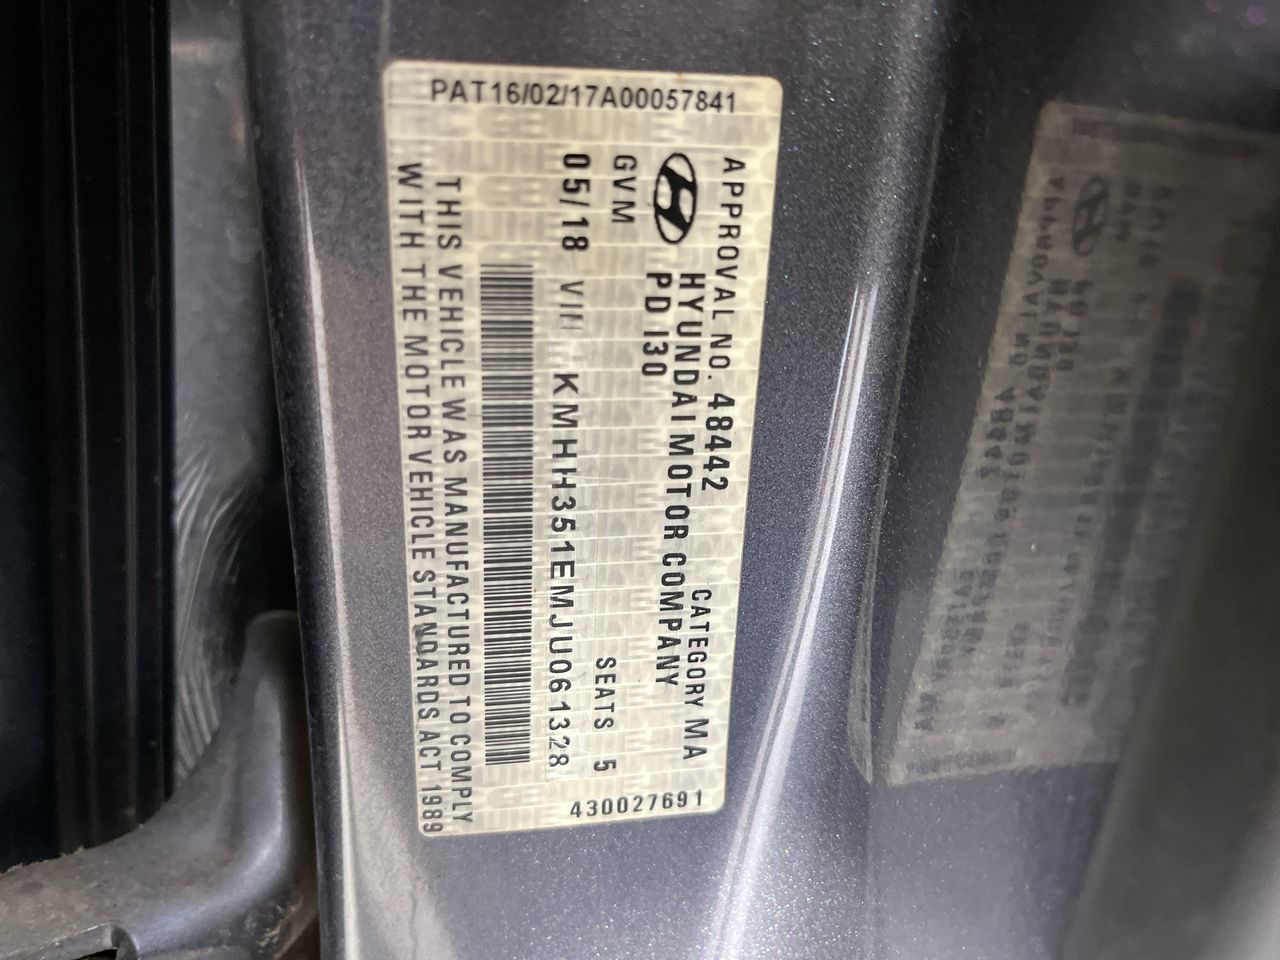 PAT16/02/17A00057841
APPROVAL NO. 48442 CATEGORY MA
HYUNDAI MOTOR COMPANY
PD I30
GVM SEATS 5
05/18 VIN KMHH351EMJU061328
THIS VEHICLE WAS MANUFACTURED TO COMPLY
WITH THE MOTOR VEHICLE STANDARDS ACT 1989
430027691